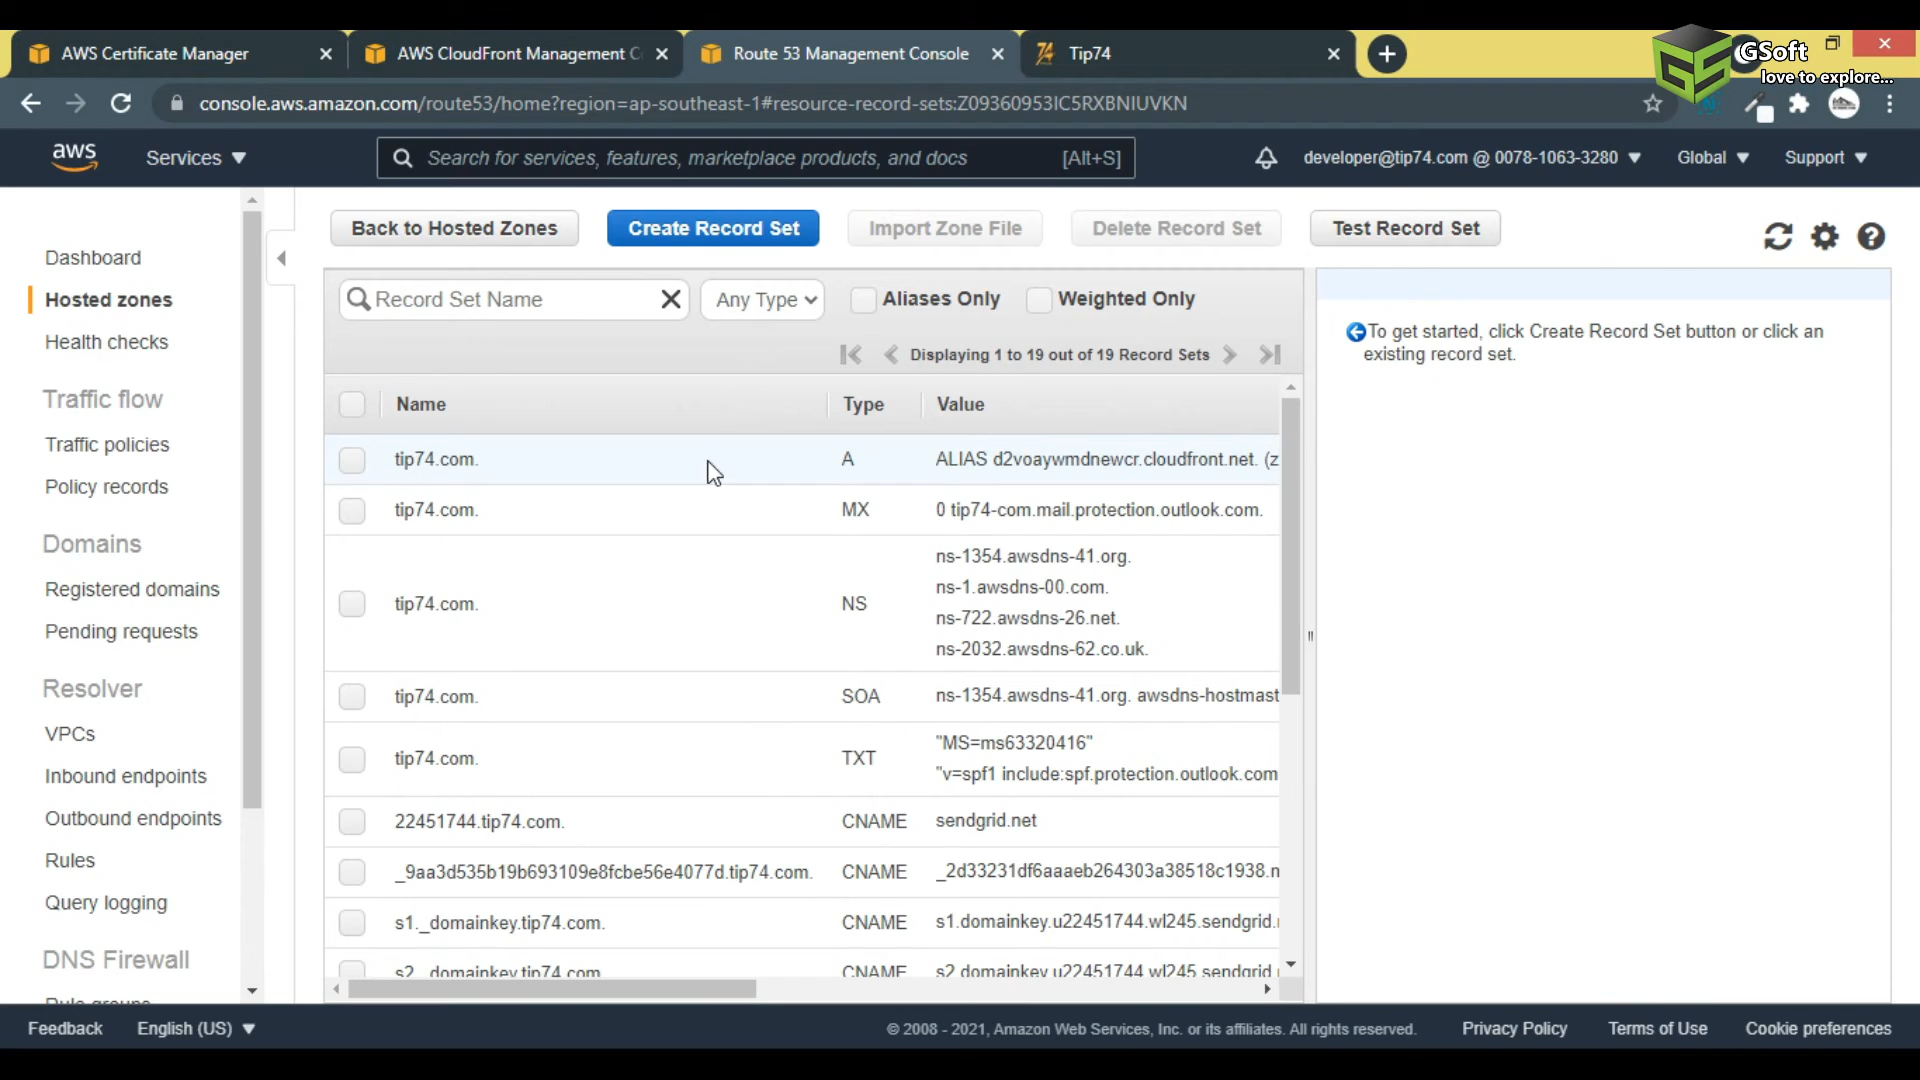 AWS Certificate Manager
AWS CloudFront Management C
Route 53 Management Console
Tip74
GSoft
love to explore...
console.aws.amazon.com/route53/home?region=ap-southeast-1#resource-record-sets:Z09360953IC5RXBNIUVKN
aws
Services
Search for services, features, marketplace products, and docs
[Alt+S]
developer@tip74.com @ 0078-1063-3280
Global
Support
Dashboard
Hosted zones
Health checks
Traffic flow
Traffic policies
Policy records
Domains
Registered domains
Pending requests
Resolver
VPCs
Inbound endpoints
Outbound endpoints
Rules
Query logging
DNS Firewall
Rule groups
Back to Hosted Zones
Create Record Set
Import Zone File
Delete Record Set
Test Record Set
Record Set Name
Any Type
Aliases Only
Weighted Only
Displaying 1 to 19 out of 19 Record Sets
Name Type Value
tip74.com. A ALIAS d2voaywmdnewcr.cloudfront.net. (z
tip74.com. MX 0 tip74-com.mail.protection.outlook.com.
tip74.com. NS ns-1354.awsdns-41.org.
ns-1.awsdns-00.com.
ns-722.awsdns-26.net.
ns-2032.awsdns-62.co.uk.
tip74.com. SOA ns-1354.awsdns-41.org. awsdns-hostmast
tip74.com. TXT "MS=ms63320416"
"v=spf1 include:spf.protection.outlook.com
22451744.tip74.com. CNAME sendgrid.net
_9aa3d535b19b693109e8fcbe56e4077d.tip74.com. CNAME _2d33231df6aaaeb264303a38518c1938.n
s1._domainkey.tip74.com. CNAME s1.domainkey.u22451744.wl245.sendgrid.
s2._domainkey.tip74.com. CNAME s2.domainkey.u22451744.wl245.sendgrid.
To get started, click Create Record Set button or click an
existing record set.
Feedback
English (US)
© 2008 - 2021, Amazon Web Services, Inc. or its affiliates. All rights reserved.
Privacy Policy
Terms of Use
Cookie preferences